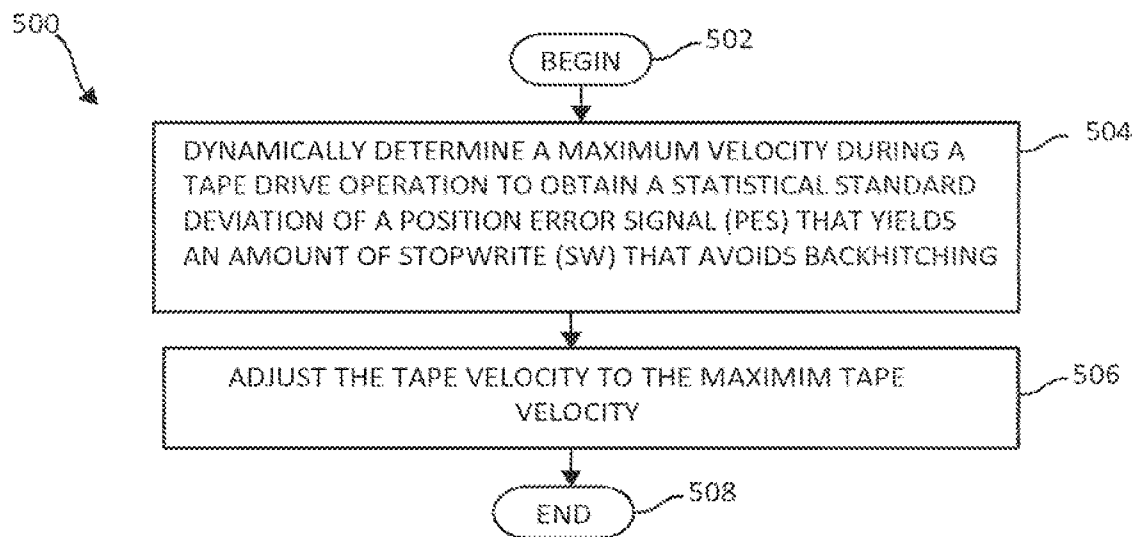 500
BEGIN
502
DYNAMICALLY DETERMINE A MAXIMUM VELOCITY DURING A
TAPE DRIVE OPERATION TO OBTAIN A STATISTICAL STANDARD
DEVIATION OF A POSITION ERROR SIGNAL (PES) THAT YIELDS
AN AMOUNT OF STOPWRITE (SW) THAT AVOIDS BACKHITCHING
504
ADJUST THE TAPE VELOCITY TO THE MAXIMIM TAPE
VELOCITY
506
END
508